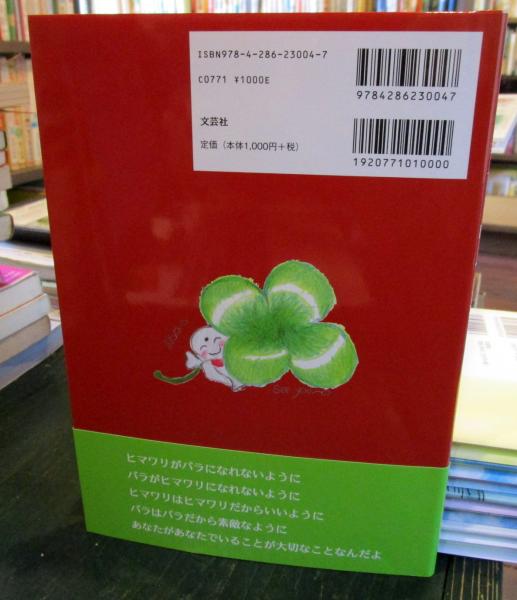 ISBN978-4-286-23004-7
C0771 ¥1000E
文芸社
定価（本体1,000円+税）
9784286230047
1920771010000
See you~♪
ヒマワリがバラになれないように
バラがヒマワリになれないように
ヒマワリはヒマワリだからいいように
バラはバラだから素敵なように
あなたがあなたでいることが大切なことなんだよ